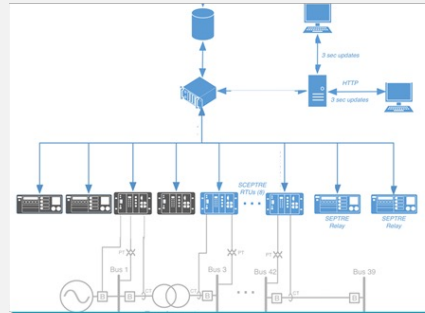 3 sec updates
HTTP
3 sec updates
SCEPTRE
RTUs (8)
SEPTRE
Relay
SEPTRE
Relay
PT
PT
PT
Bus 1
Bus 3
Bus 42
Bus 39
CT
CT
CT
B
B
B
B
B
B